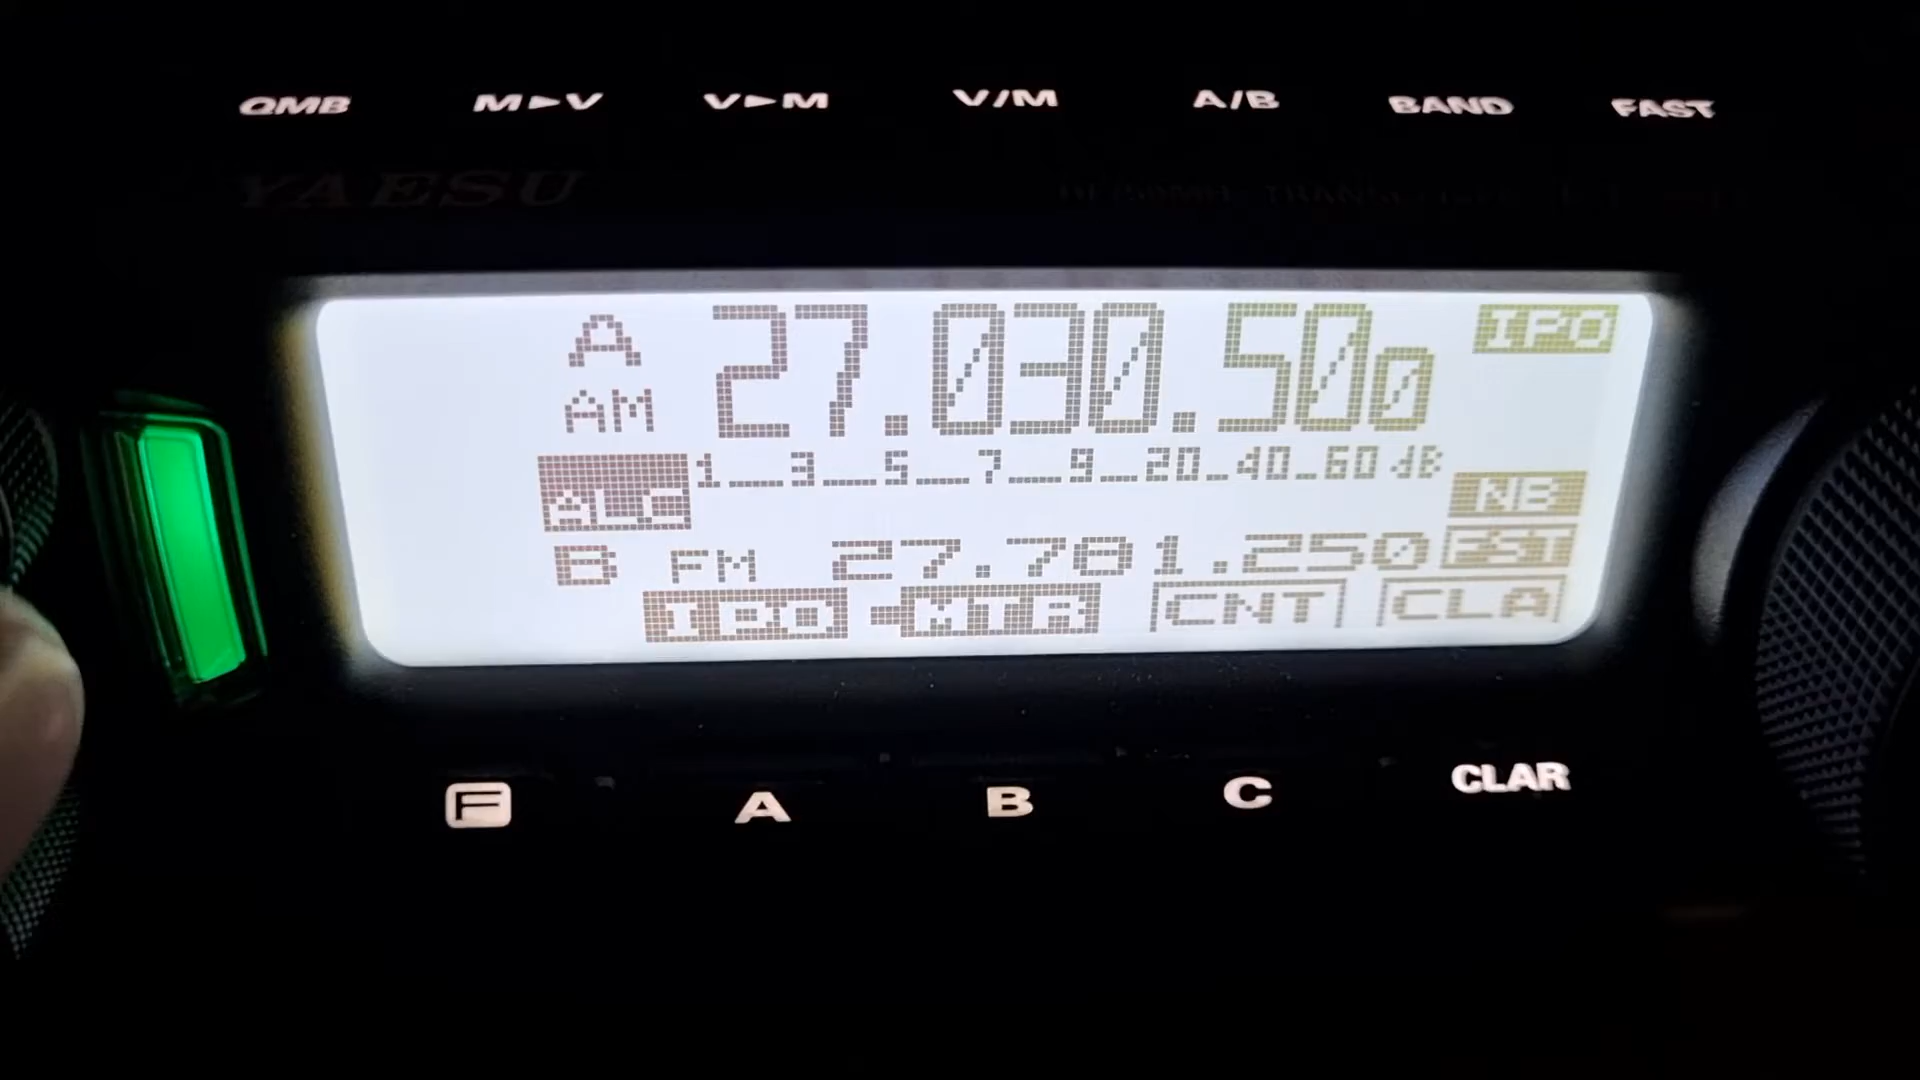 QMB M►V V►M V/M A/B BAND FAST
YAESU
A 27.030.500 IPO
AM
1 3 5 7 9 20 40 60 dB
ALC NB
B FM 27.781.250 FST
IPO MTR CNT CLA
F A B C CLAR